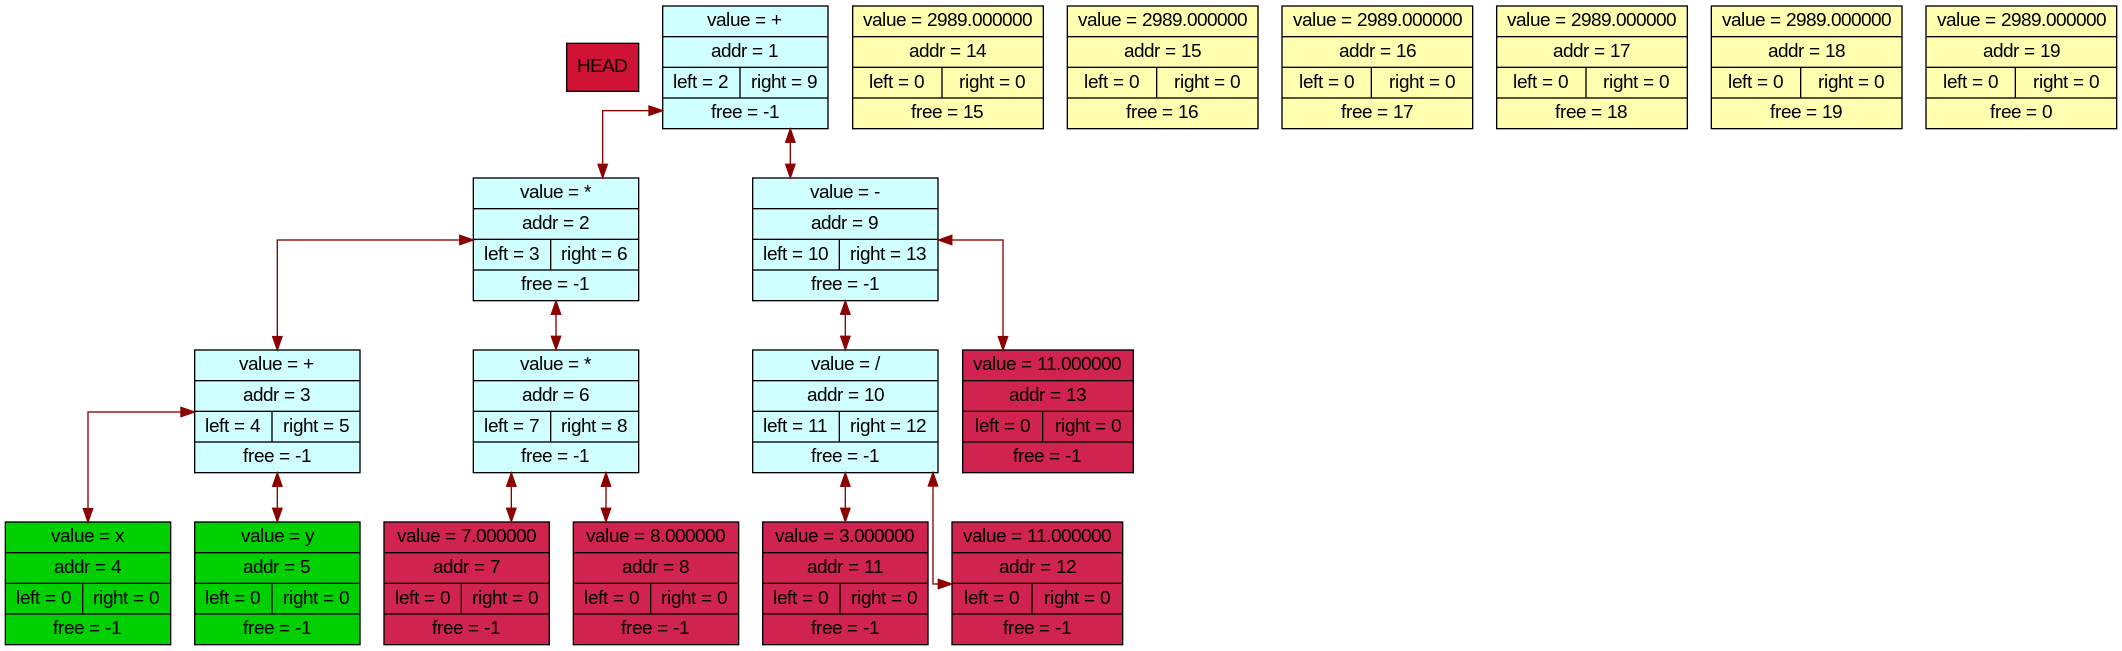 HEAD
value = +
addr = 1
left = 2 right = 9
free = -1
value = 2989.000000
addr = 14
left = 0 right = 0
free = 15
value = 2989.000000
addr = 15
left = 0 right = 0
free = 16
value = 2989.000000
addr = 16
left = 0 right = 0
free = 17
value = 2989.000000
addr = 17
left = 0 right = 0
free = 18
value = 2989.000000
addr = 18
left = 0 right = 0
free = 19
value = 2989.000000
addr = 19
left = 0 right = 0
free = 0
value = *
addr = 2
left = 3 right = 6
free = -1
value = -
addr = 9
left = 10 right = 13
free = -1
value = +
addr = 3
left = 4 right = 5
free = -1
value = *
addr = 6
left = 7 right = 8
free = -1
value = /
addr = 10
left = 11 right = 12
free = -1
value = 11.000000
addr = 13
left = 0 right = 0
free = -1
value = x
addr = 4
left = 0 right = 0
free = -1
value = y
addr = 5
left = 0 right = 0
free = -1
value = 7.000000
addr = 7
left = 0 right = 0
free = -1
value = 8.000000
addr = 8
left = 0 right = 0
free = -1
value = 3.000000
addr = 11
left = 0 right = 0
free = -1
value = 11.000000
addr = 12
left = 0 right = 0
free = -1